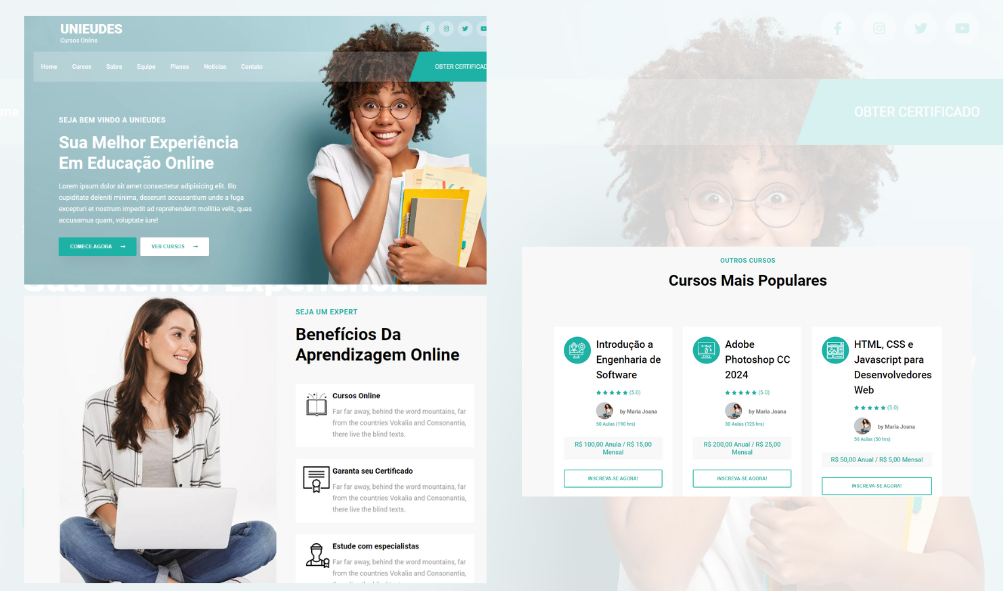 UNIEUDES
Cursos Online
Home Cursos Sobre Equipe Planos Notícias Contato
OBTER CERTIFICAD
SEJA BEM VINDO A UNIEUDES
Sua Melhor Experiência
Em Educação Online
Lorem ipsum dolor sit amet consectetur adipisicing elit. Illo
cupiditate deleniti minima, deserunt accusantium unde a fuga
excepturi et nostrum impedit ad reprehenderit mollitia velit, quas
accusamus quam, voluptate iure!
COMECE AGORA →
VER CURSOS →
SEJA UM EXPERT
Benefícios Da
Aprendizagem Online
Cursos Online
Far far away, behind the word mountains, far
from the countries Vokalia and Consonantia,
there live the blind texts.
Garanta seu Certificado
Far far away, behind the word mountains, far
from the countries Vokalia and Consonantia,
there live the blind texts.
Estude com especialistas
Far far away, behind the word mountains, far
from the countries Vokalia and Consonantia,
me
OBTER CERTIFICADO
OUTROS CURSOS
Cursos Mais Populares
Introdução a
Engenharia de
Software
(5.0)
by Maria Joana
50 Aulas (190 hrs)
R$ 100,00 Anula / R$ 15,00
Mensal
INSCREVA-SE AGORA!
Adobe
Photoshop CC
2024
(5.0)
by Maria Joana
30 Aulas (125 hrs)
R$ 200,00 Anual / R$ 25,00
Mensal
INSCREVA-SE AGORA!
HTML, CSS e
Javascript para
Desenvolvedores
Web
(5.0)
by Maria Joana
50 Aulas (50 hrs)
R$ 50,00 Anual / R$ 5,00 Mensal
INSCREVA-SE AGORA!